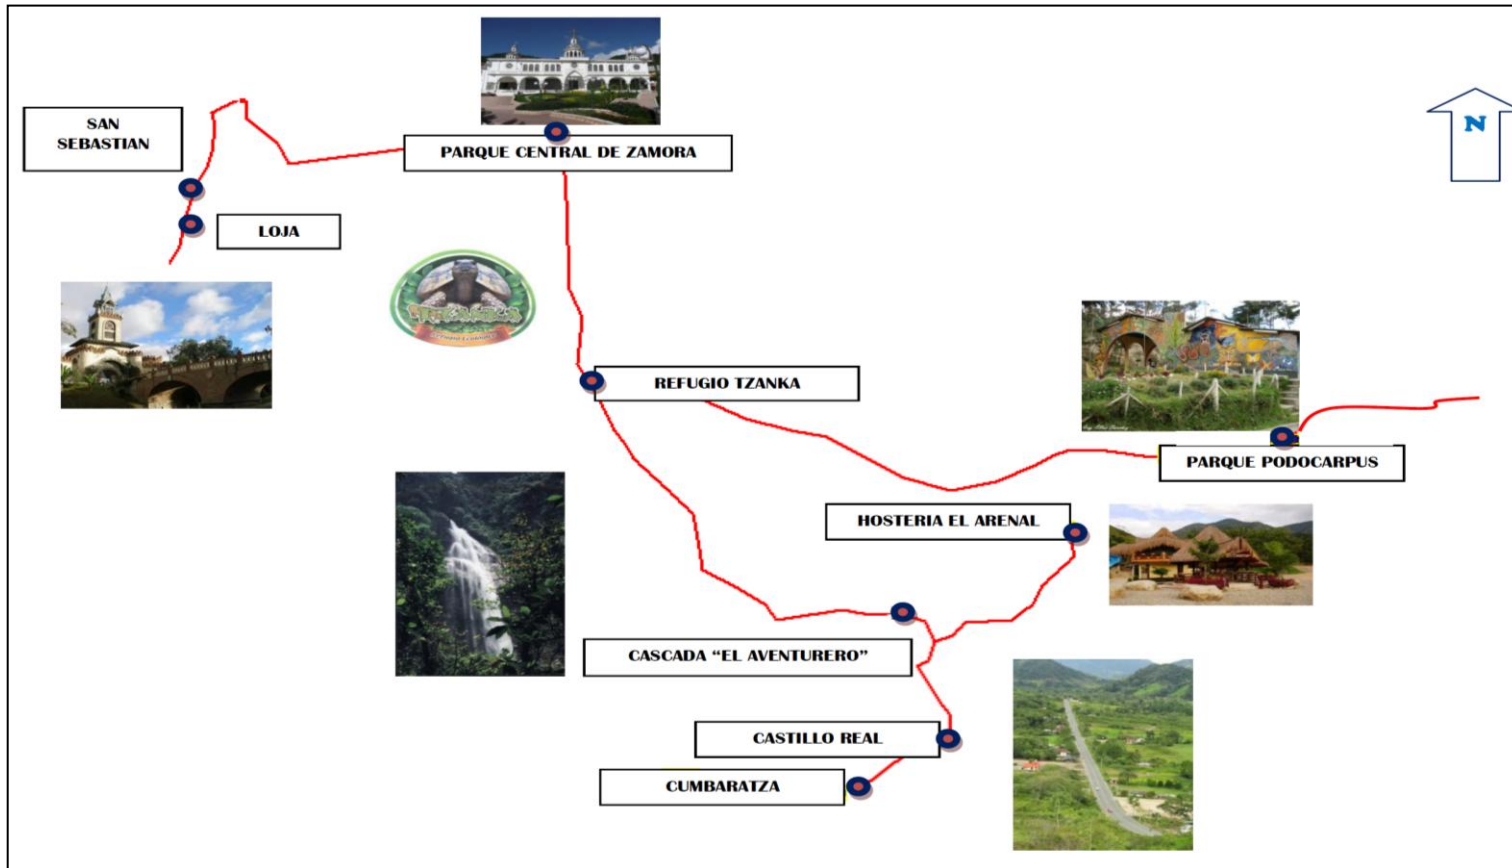 SAN
SEBASTIAN
PARQUE CENTRAL DE ZAMORA
N
LOJA
REFUGIO TZANKA
PARQUE PODOCARPUS
HOSTERIA EL ARENAL
CASCADA “EL AVENTURERO”
CASTILLO REAL
CUMBARATZA